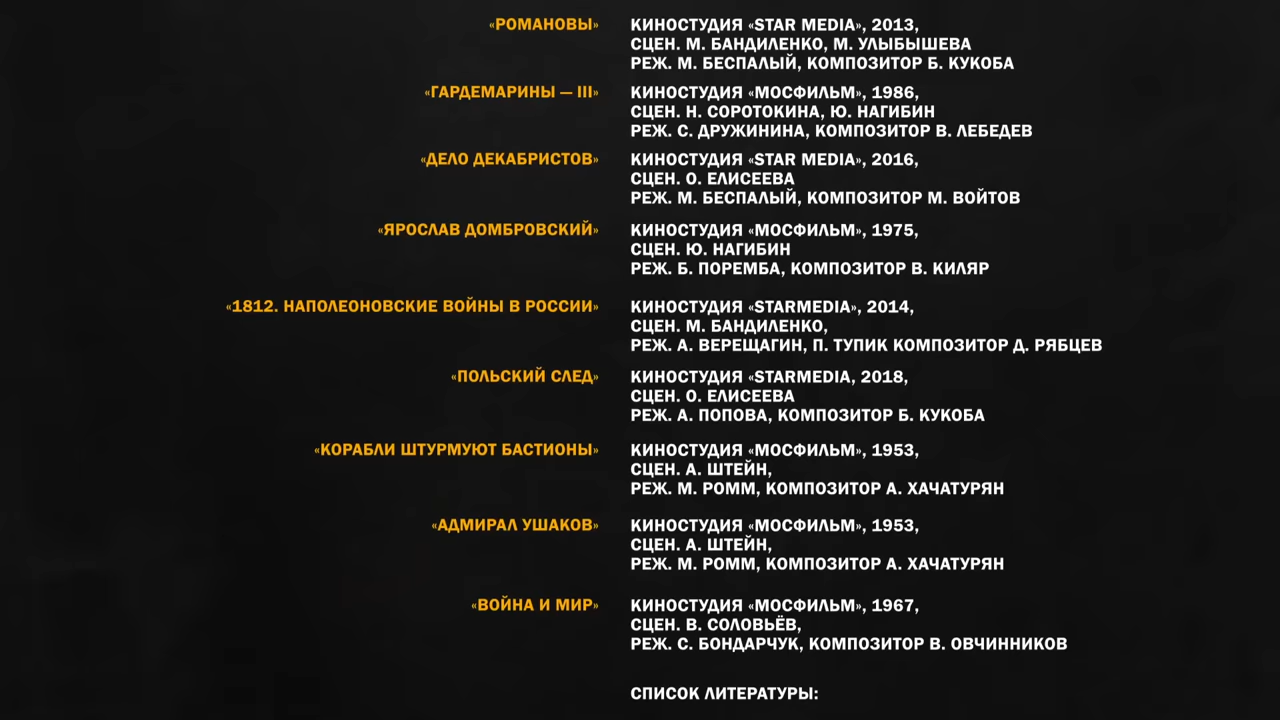 «РОМАНОВЫ» КИНОСТУДИЯ «STAR MEDIA», 2013,
СЦЕН. М. БАНДИЛЕНКО, М. УЛЫБЫШЕВА
РЕЖ. М. БЕСПАЛЫЙ, КОМПОЗИТОР Б. КУКОБА
«ГАРДЕМАРИНЫ — III» КИНОСТУДИЯ «МОСФИЛЬМ», 1986,
СЦЕН. Н. СОРОТОКИНА, Ю. НАГИБИН
РЕЖ. С. ДРУЖИНИНА, КОМПОЗИТОР В. ЛЕБЕДЕВ
«ДЕЛО ДЕКАБРИСТОВ» КИНОСТУДИЯ «STAR MEDIA», 2016,
СЦЕН. О. ЕЛИСЕЕВА
РЕЖ. М. БЕСПАЛЫЙ, КОМПОЗИТОР М. ВОЙТОВ
«ЯРОСЛАВ ДОМБРОВСКИЙ» КИНОСТУДИЯ «МОСФИЛЬМ», 1975,
СЦЕН. Ю. НАГИБИН
РЕЖ. Б. ПОРЕМБА, КОМПОЗИТОР В. КИЛЯР
«1812. НАПОЛЕОНОВСКИЕ ВОЙНЫ В РОССИИ» КИНОСТУДИЯ «STARMEDIA», 2014,
СЦЕН. М. БАНДИЛЕНКО,
РЕЖ. А. ВЕРЕЩАГИН, П. ТУПИК КОМПОЗИТОР Д. РЯБЦЕВ
«ПОЛЬСКИЙ СЛЕД» КИНОСТУДИЯ «STARMEDIA, 2018,
СЦЕН. О. ЕЛИСЕЕВА
РЕЖ. А. ПОПОВА, КОМПОЗИТОР Б. КУКОБА
«КОРАБЛИ ШТУРМУЮТ БАСТИОНЫ» КИНОСТУДИЯ «МОСФИЛЬМ», 1953,
СЦЕН. А. ШТЕЙН,
РЕЖ. М. РОММ, КОМПОЗИТОР А. ХАЧАТУРЯН
«АДМИРАЛ УШАКОВ» КИНОСТУДИЯ «МОСФИЛЬМ», 1953,
СЦЕН. А. ШТЕЙН,
РЕЖ. М. РОММ, КОМПОЗИТОР А. ХАЧАТУРЯН
«ВОЙНА И МИР» КИНОСТУДИЯ «МОСФИЛЬМ», 1967,
СЦЕН. В. СОЛОВЬЁВ,
РЕЖ. С. БОНДАРЧУК, КОМПОЗИТОР В. ОВЧИННИКОВ
СПИСОК ЛИТЕРАТУРЫ: